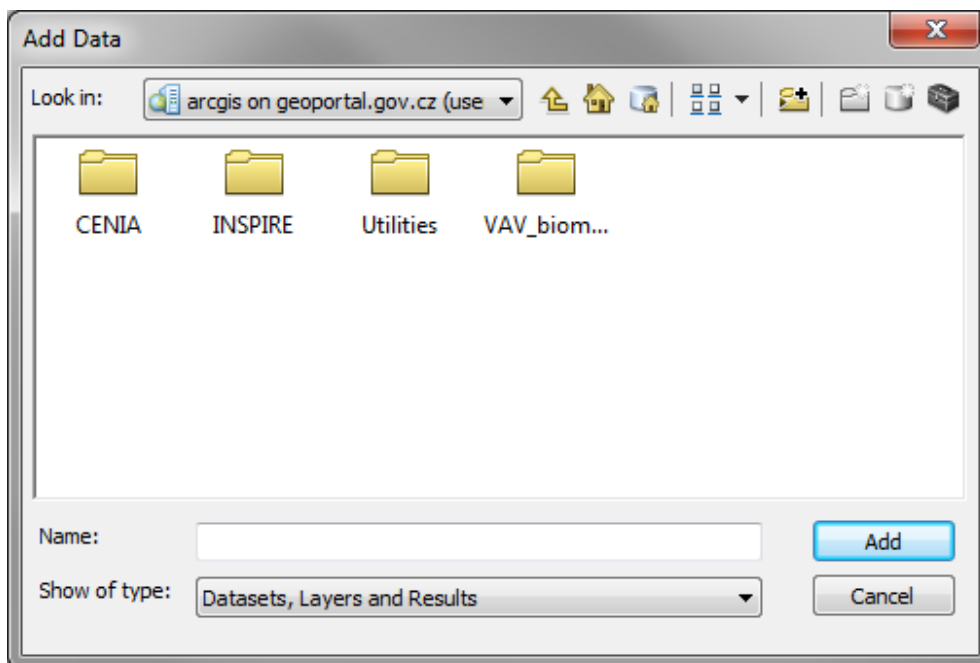 Add Data
Look in: arcgis on geoportal.gov.cz (use
CENIA INSPIRE Utilities VAV_biom...
Name: Add
Show of type: Datasets, Layers and Results Cancel